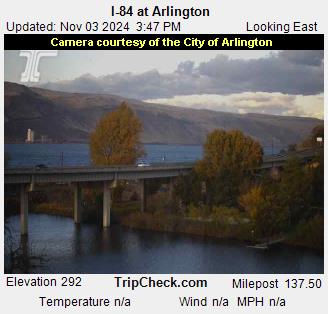 I-84 at Arlington
Updated: Nov 03 2024 3:47 PM Looking East
Camera courtesy of the City of Arlington
Elevation 292 TripCheck.com Milepost 137.50
Temperature n/a Wind n/a MPH n/a